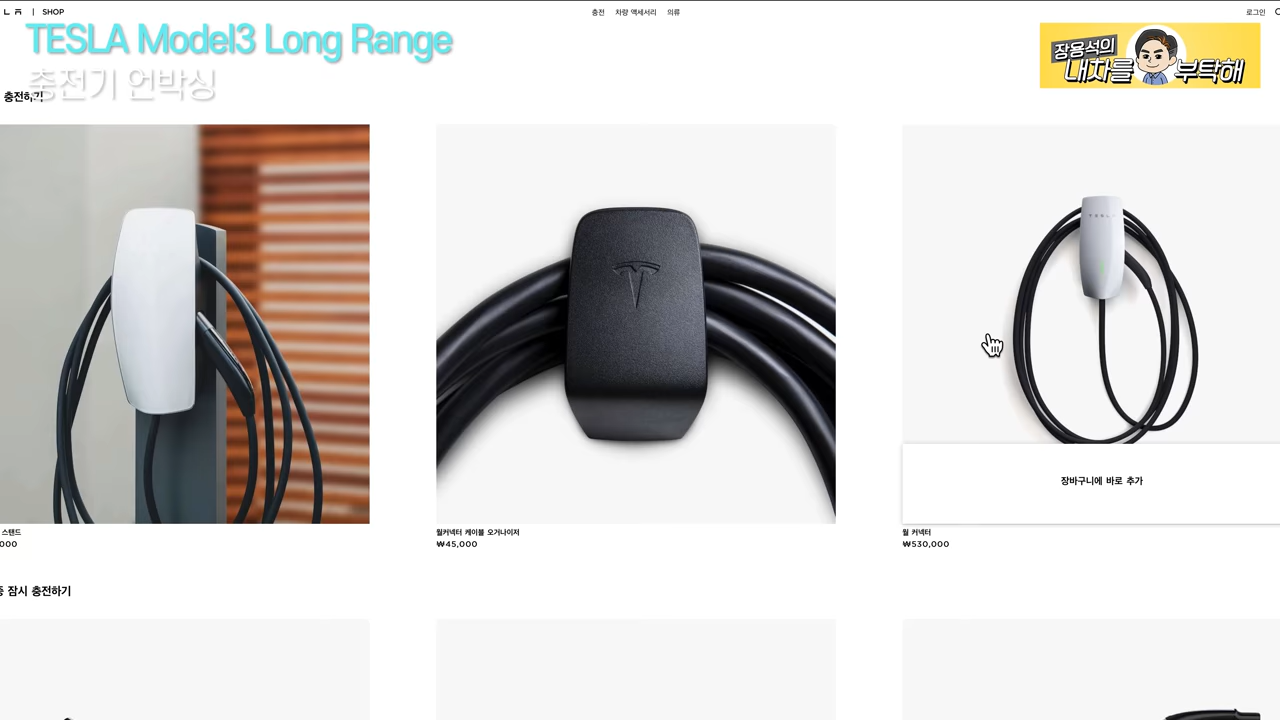 SHOP
충전
차량 액세서리
의류
로그인
TESLA Model3 Long Range
충전기 언박싱
장용석의
내차를 부탁해
충전하기
TESLA
장바구니에 바로 추가
스탠드
000
월커넥터 케이블 오거나이저
₩45,000
월 커넥터
₩530,000
잠시 충전하기